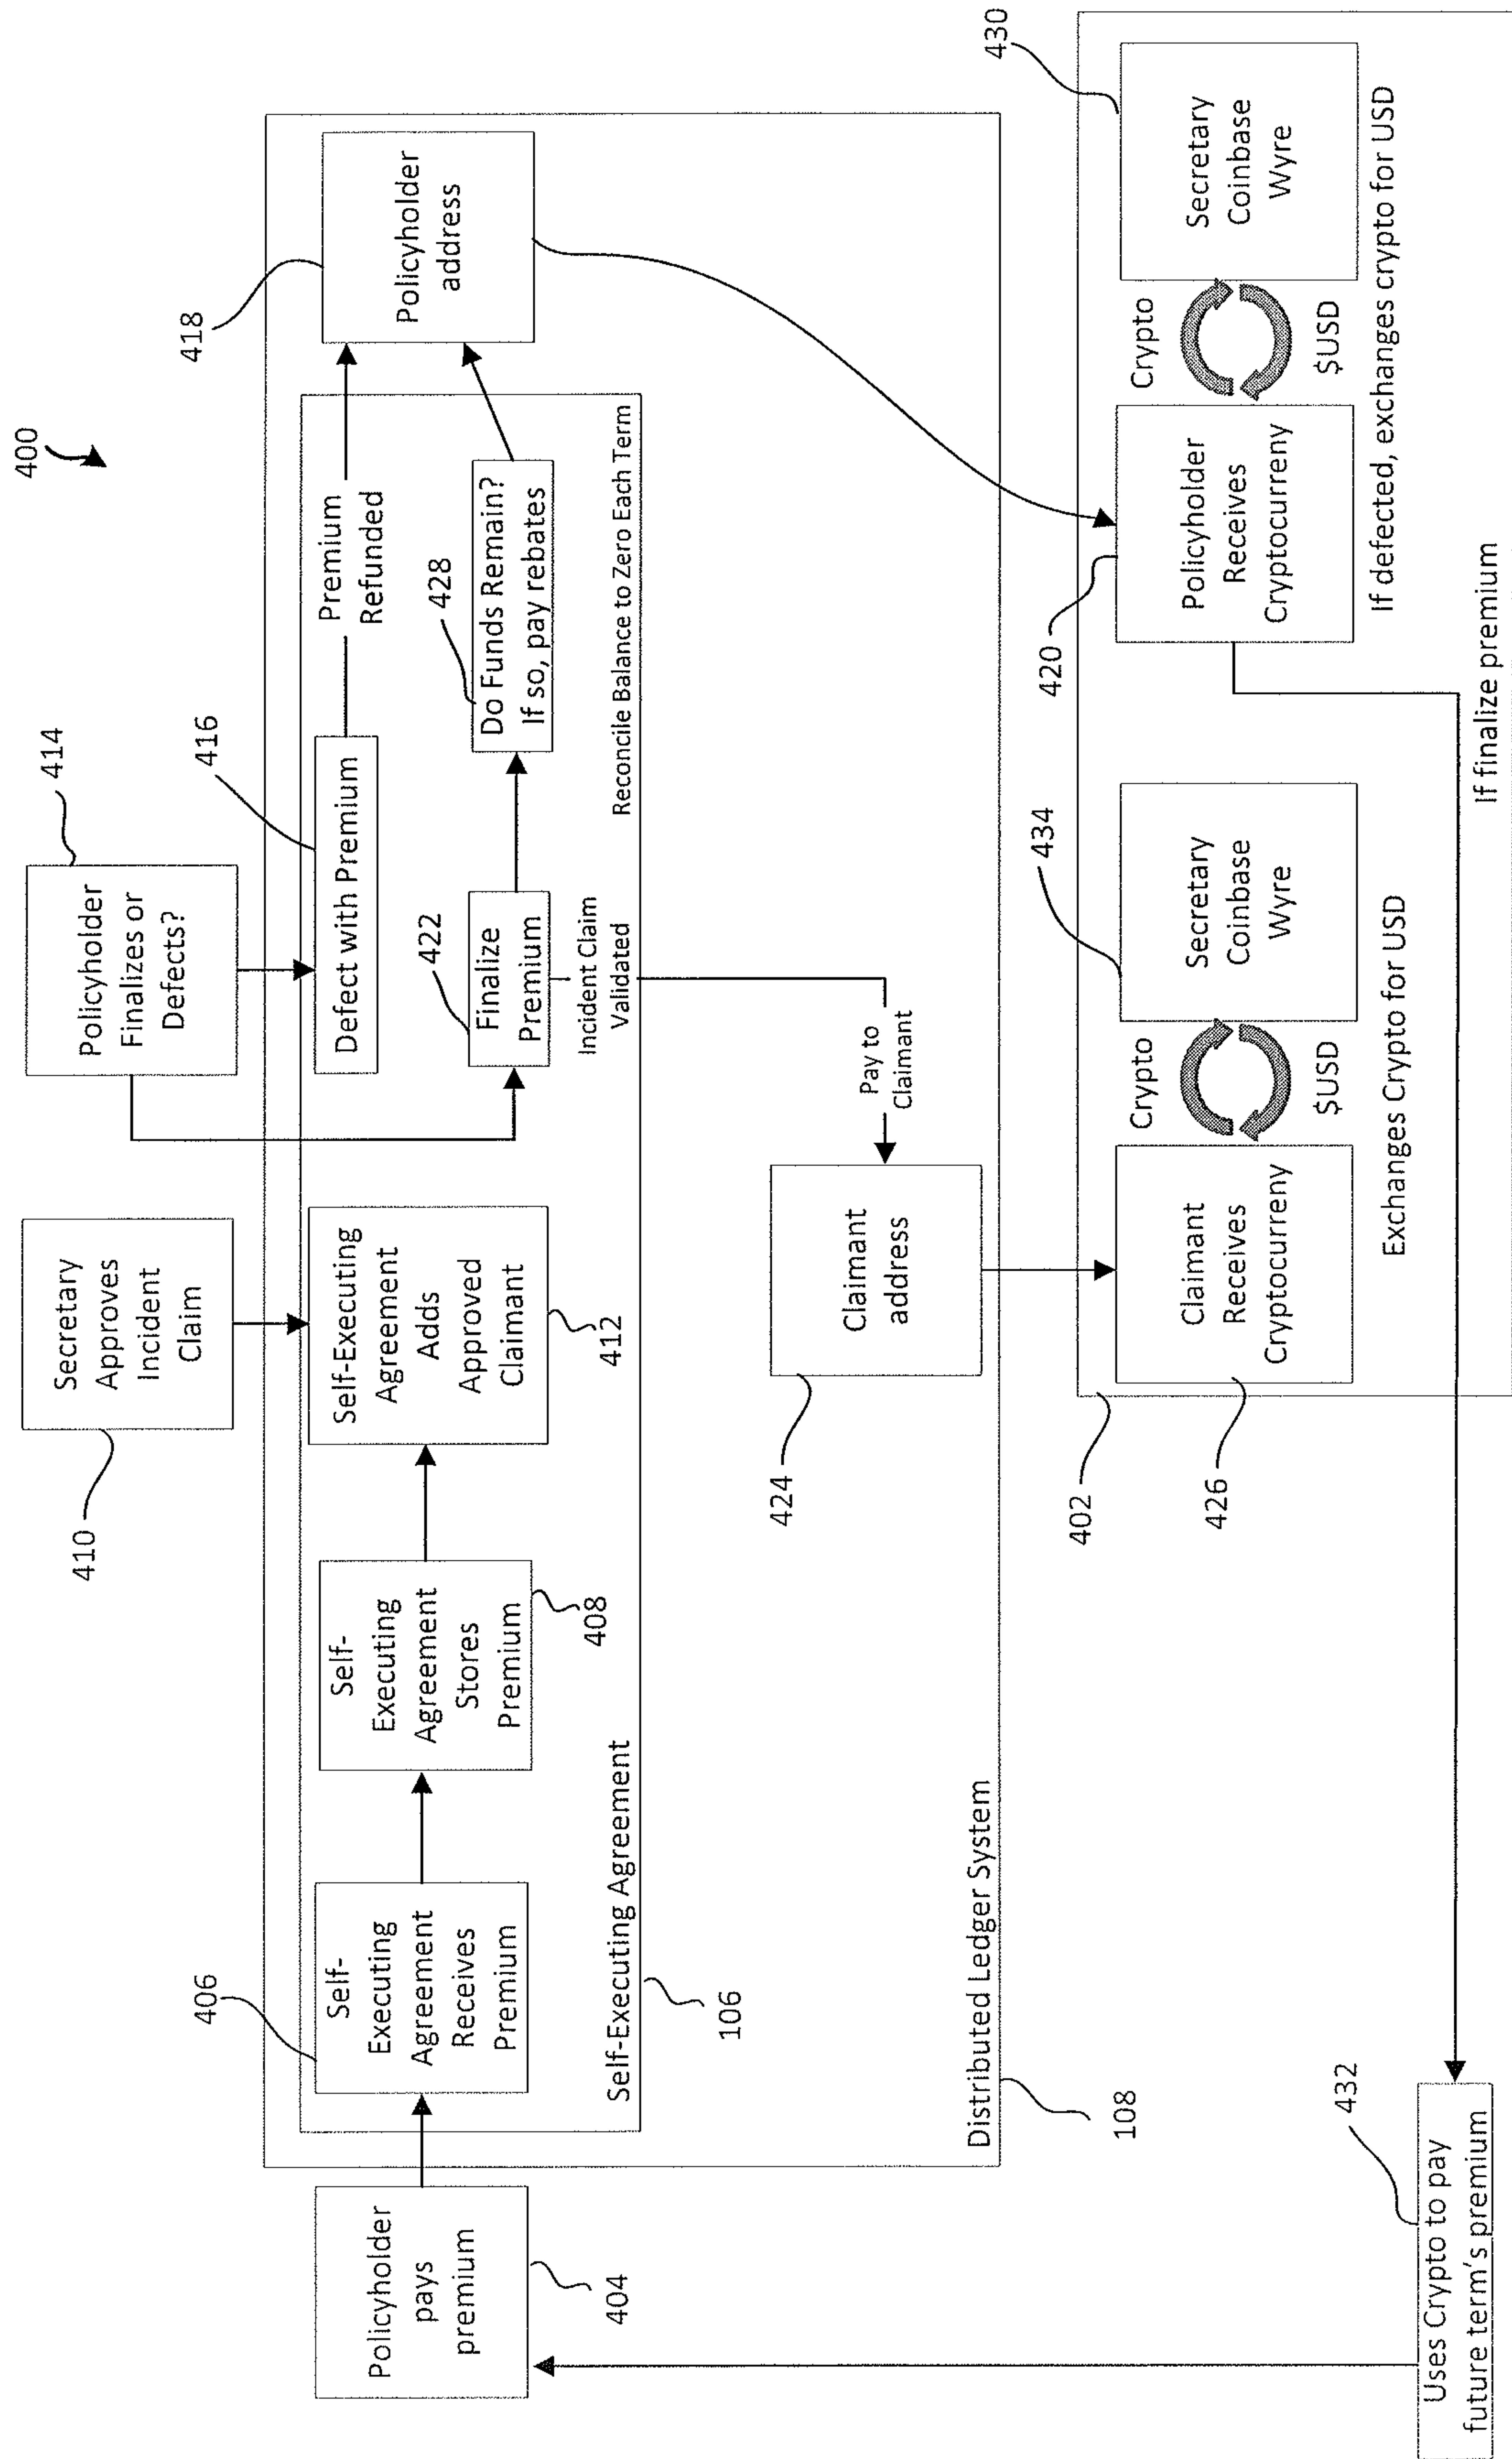 400
410
Secretary
Approves
Incident
Claim
414
Policyholder
Finalizes or
Defects?
404
Policyholder
pays
premium
406
Self-
Executing
Agreement
Receives
Premium
Self-
Executing
Agreement
Stores
Premium
408
Self-Executing
Agreement
Adds
Approved
Claimant
412
416
Defect with Premium
Premium
Refunded
418
Policyholder
address
422
Finalize
Premium
Incident Claim
Validated
428
Do Funds Remain?
If so, pay rebates
Reconcile Balance to Zero Each Term
Self-Executing Agreement
106
Pay to
Claimant
Claimant
address
424
Distributed Ledger System
108
402
Claimant
Receives
Cryptocurreny
426
Crypto
$USD
434
Secretary
Coinbase
Wyre
Exchanges Crypto for USD
420
Policyholder
Receives
Cryptocurreny
Crypto
$USD
430
Secretary
Coinbase
Wyre
If defected, exchanges crypto for USD
If finalize premium
432
Uses Crypto to pay
future term's premium